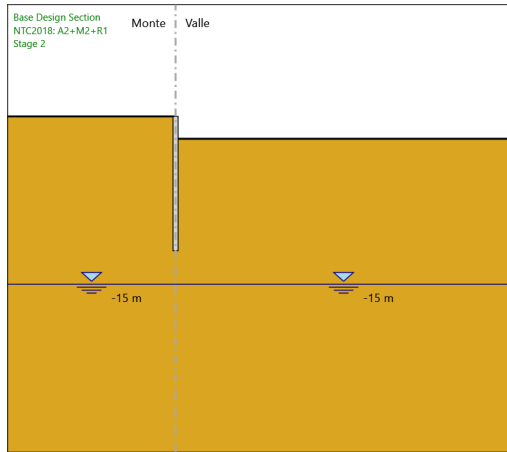 Base Design Section
NTC2018: A2+M2+R1
Stage 2
Monte
Valle
-15 m
-15 m